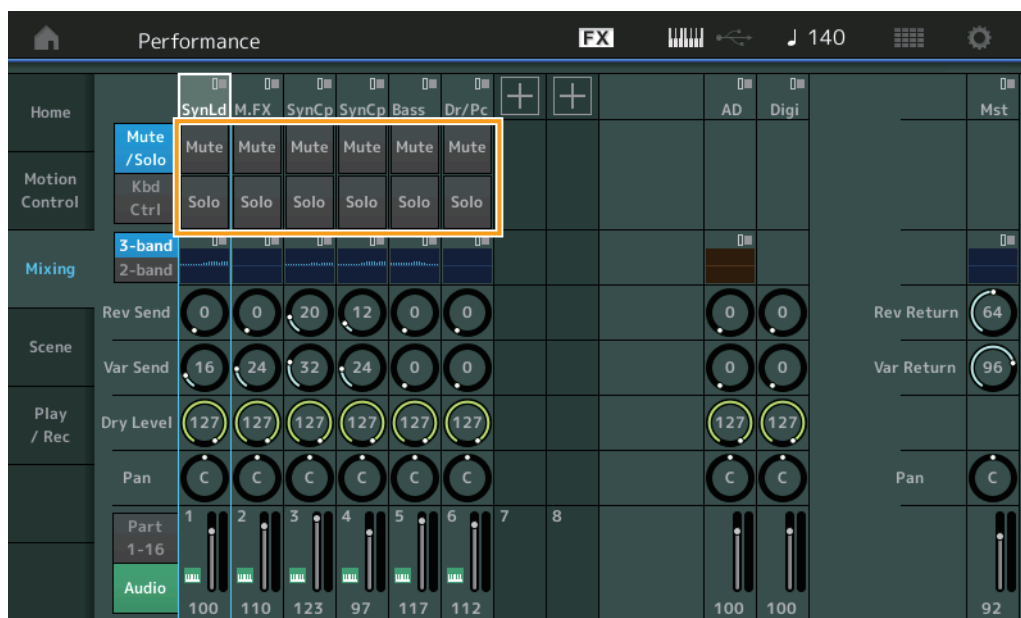 Performance FX 140
SynLd M.FX SynCp SynCp Bass Dr/Pc AD Digi Mst
Home
Mute
/Solo
Mute Mute Mute Mute Mute Mute
Motion
Control
Kbd
Ctrl
Solo Solo Solo Solo Solo Solo
3-band
2-band
Mixing
Rev Send 0 0 20 12 0 0 0 0 Rev Return 64
Scene
Var Send 16 24 32 24 0 0 0 0 Var Return 96
Play
/ Rec
Dry Level 127 127 127 127 127 127 127 127
Pan C C C C C C C C Pan C
Part
1-16
1 2 3 4 5 6 7 8
Audio
100 110 123 97 117 112 100 100 92